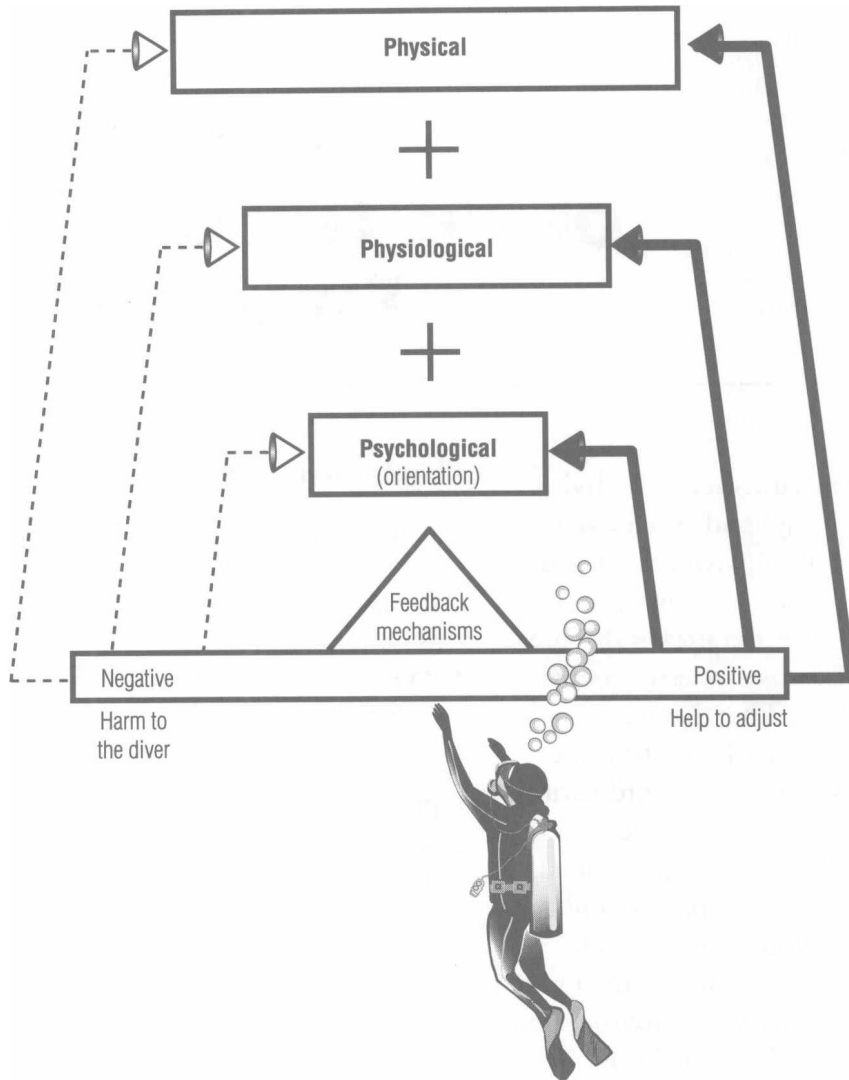 Physical
+
Physiological
+
Psychological
(orientation)
Feedback
mechanisms
Negative
Positive
Harm to
the diver
Help to adjust